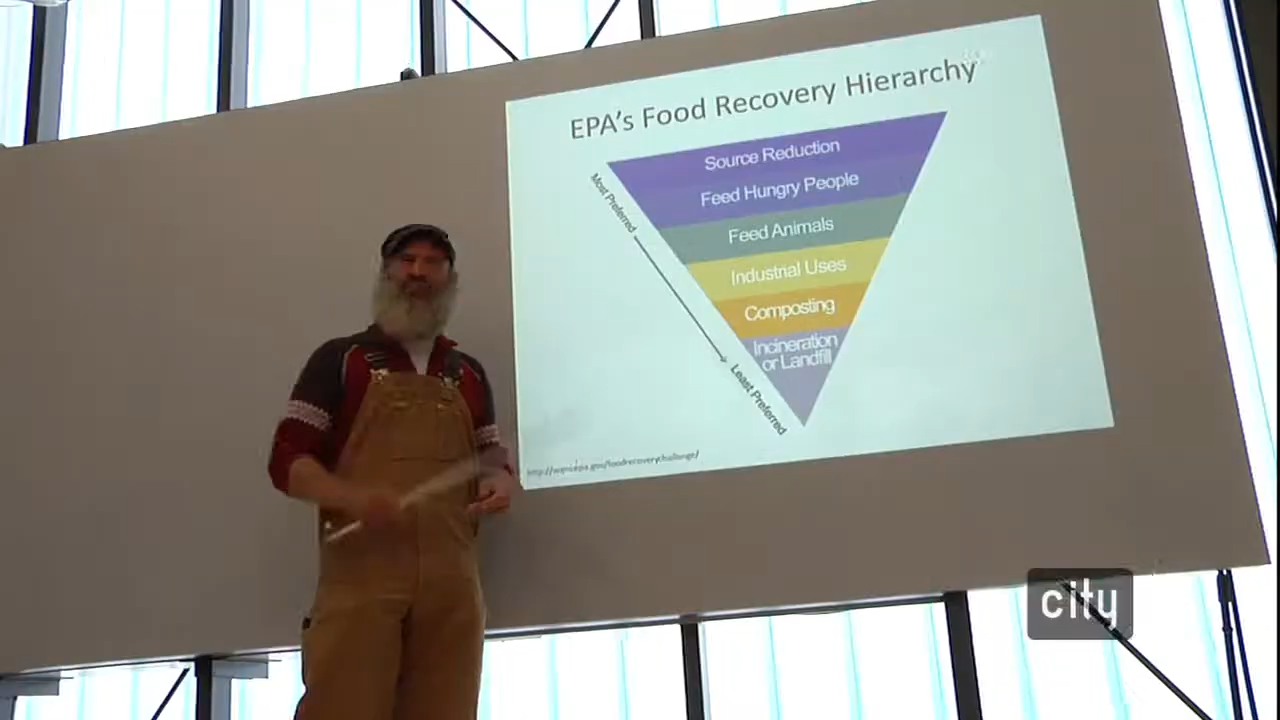 EPA's Food Recovery Hierarchy
Source Reduction
Feed Hungry People
Feed Animals
Industrial Uses
Composting
Incineration
or Landfill
Most Preferred
Least Preferred
city